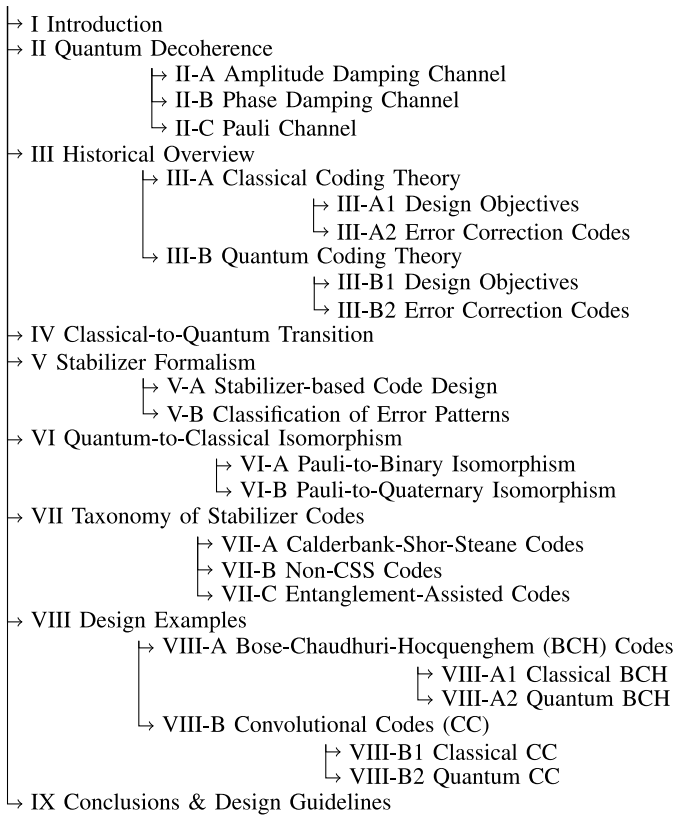 I Introduction
II Quantum Decoherence
II-A Amplitude Damping Channel
II-B Phase Damping Channel
II-C Pauli Channel
III Historical Overview
III-A Classical Coding Theory
III-A1 Design Objectives
III-A2 Error Correction Codes
III-B Quantum Coding Theory
III-B1 Design Objectives
III-B2 Error Correction Codes
IV Classical-to-Quantum Transition
V Stabilizer Formalism
V-A Stabilizer-based Code Design
V-B Classification of Error Patterns
VI Quantum-to-Classical Isomorphism
VI-A Pauli-to-Binary Isomorphism
VI-B Pauli-to-Quaternary Isomorphism
VII Taxonomy of Stabilizer Codes
VII-A Calderbank-Shor-Steane Codes
VII-B Non-CSS Codes
VII-C Entanglement-Assisted Codes
VIII Design Examples
VIII-A Bose-Chaudhuri-Hocquenghem (BCH) Codes
VIII-A1 Classical BCH
VIII-A2 Quantum BCH
VIII-B Convolutional Codes (CC)
VIII-B1 Classical CC
VIII-B2 Quantum CC
IX Conclusions & Design Guidelines